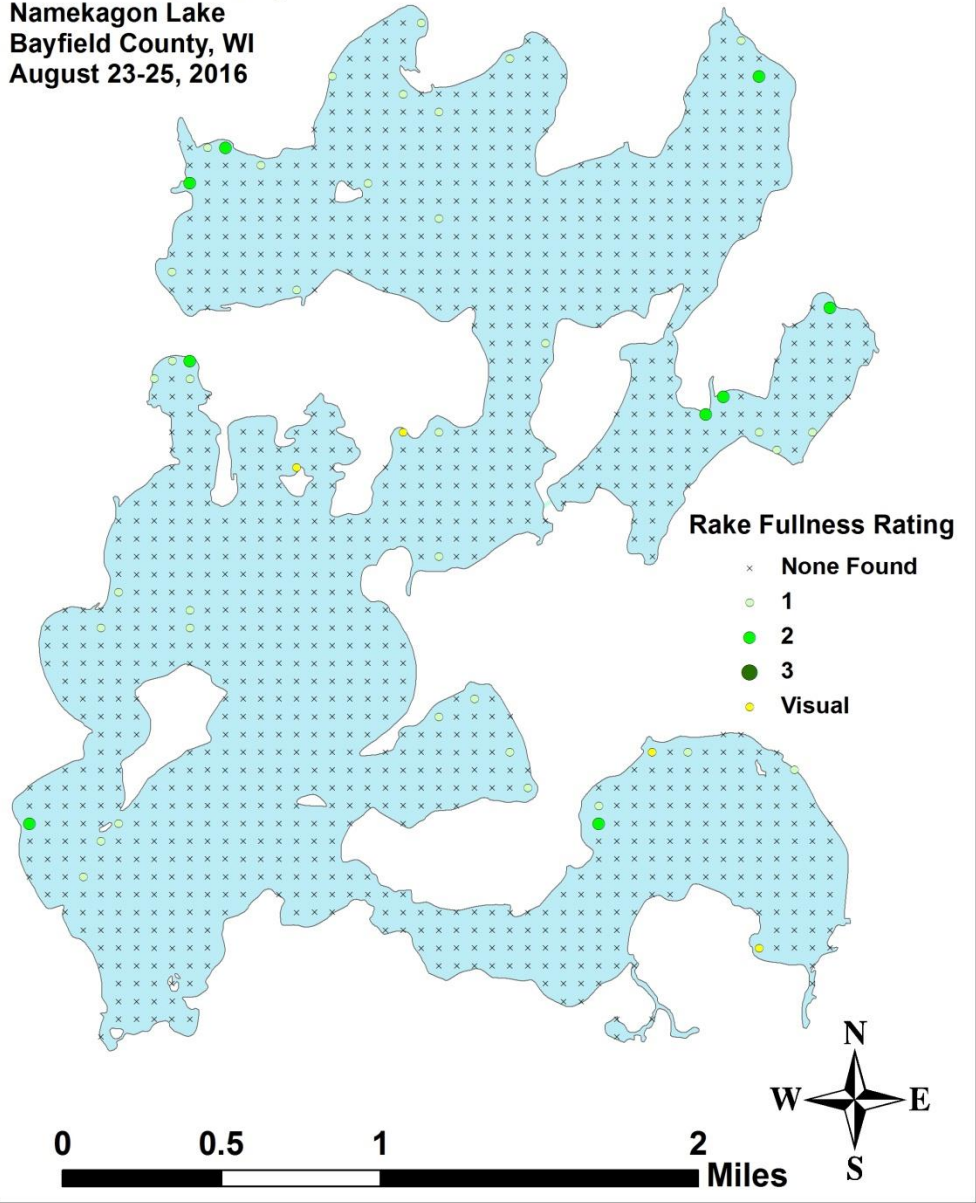 Namekagon Lake
Bayfield County, WI
August 23-25, 2016
Rake Fullness Rating
None Found
1
2
3
Visual
N
W E
S
0 0.5 1 2
Miles